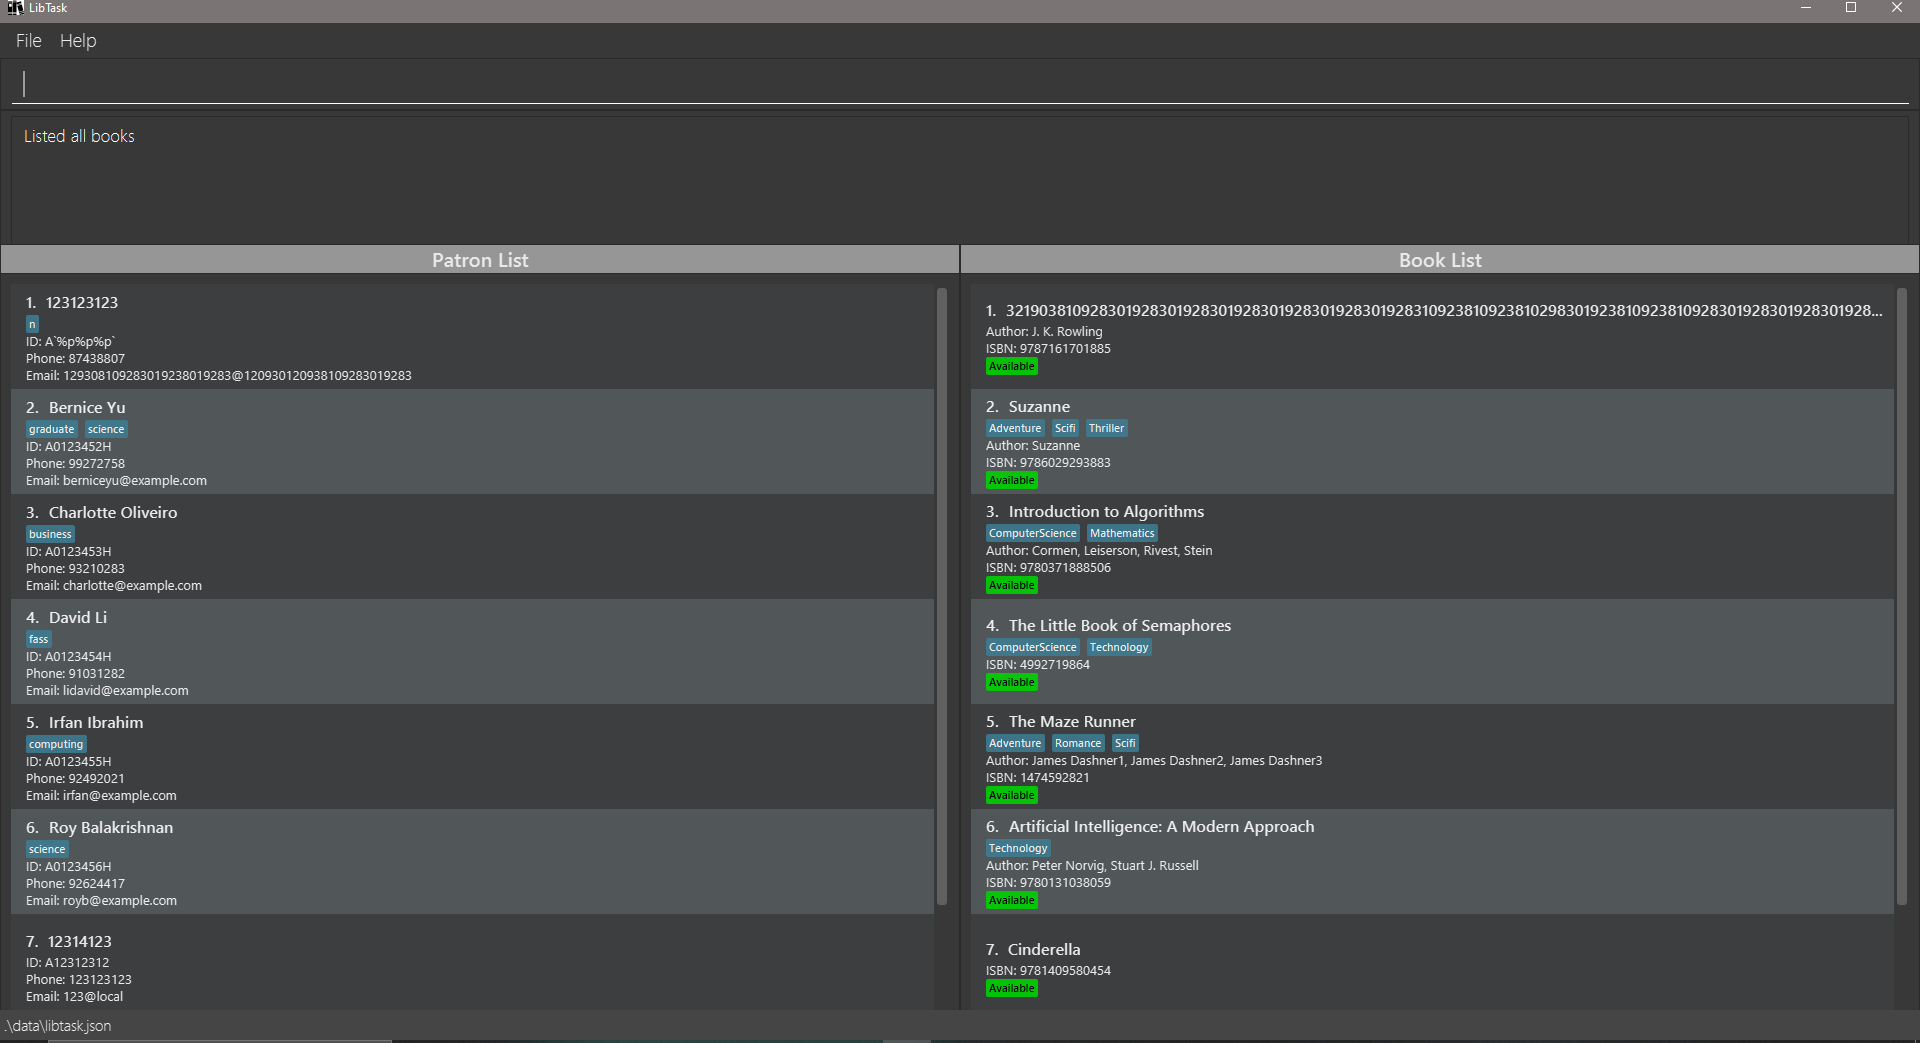 LibTask
File Help
Listed all books
Patron List
1. 123123123
n
ID: A`%p%p%p`
Phone: 87438807
Email: 129308109283019238019283@120930120938109283019283
2. Bernice Yu
graduate science
ID: A0123452H
Phone: 99272758
Email: berniceyu@example.com
3. Charlotte Oliveiro
business
ID: A0123453H
Phone: 93210283
Email: charlotte@example.com
4. David Li
fass
ID: A0123454H
Phone: 91031282
Email: lidavid@example.com
5. Irfan Ibrahim
computing
ID: A0123455H
Phone: 92492021
Email: irfan@example.com
6. Roy Balakrishnan
science
ID: A0123456H
Phone: 92624417
Email: royb@example.com
7. 12314123
ID: A12312312
Phone: 123123123
Email: 123@local
Book List
1. 321903810928301928301928301928301928301928301928310923810923810298301923810923810928301928301928301928...
Author: J. K. Rowling
ISBN: 9787161701885
Available
2. Suzanne
Adventure Scifi Thriller
Author: Suzanne
ISBN: 9786029293883
Available
3. Introduction to Algorithms
ComputerScience Mathematics
Author: Cormen, Leiserson, Rivest, Stein
ISBN: 9780371888506
Available
4. The Little Book of Semaphores
ComputerScience Technology
ISBN: 4992719864
Available
5. The Maze Runner
Adventure Romance Scifi
Author: James Dashner1, James Dashner2, James Dashner3
ISBN: 1474592821
Available
6. Artificial Intelligence: A Modern Approach
Technology
Author: Peter Norvig, Stuart J. Russell
ISBN: 9780131038059
Available
7. Cinderella
ISBN: 9781409580454
Available
.\data\libtask.json